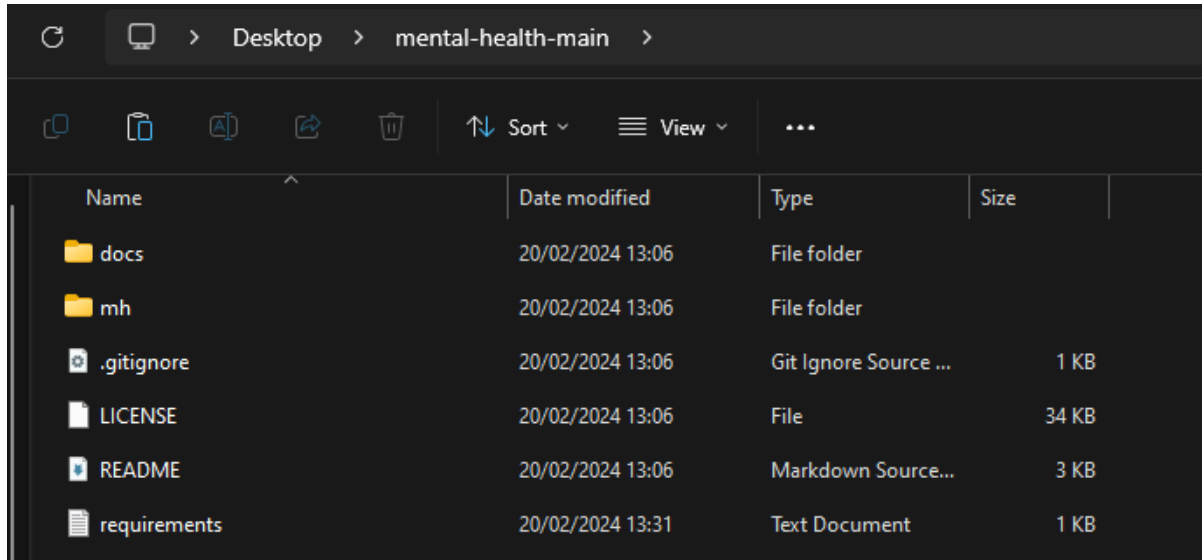 Desktop > mental-health-main >
Sort View ...
Name Date modified Type Size
docs 20/02/2024 13:06 File folder
mh 20/02/2024 13:06 File folder
.gitignore 20/02/2024 13:06 Git Ignore Source ... 1 KB
LICENSE 20/02/2024 13:06 File 34 KB
README 20/02/2024 13:06 Markdown Source... 3 KB
requirements 20/02/2024 13:31 Text Document 1 KB